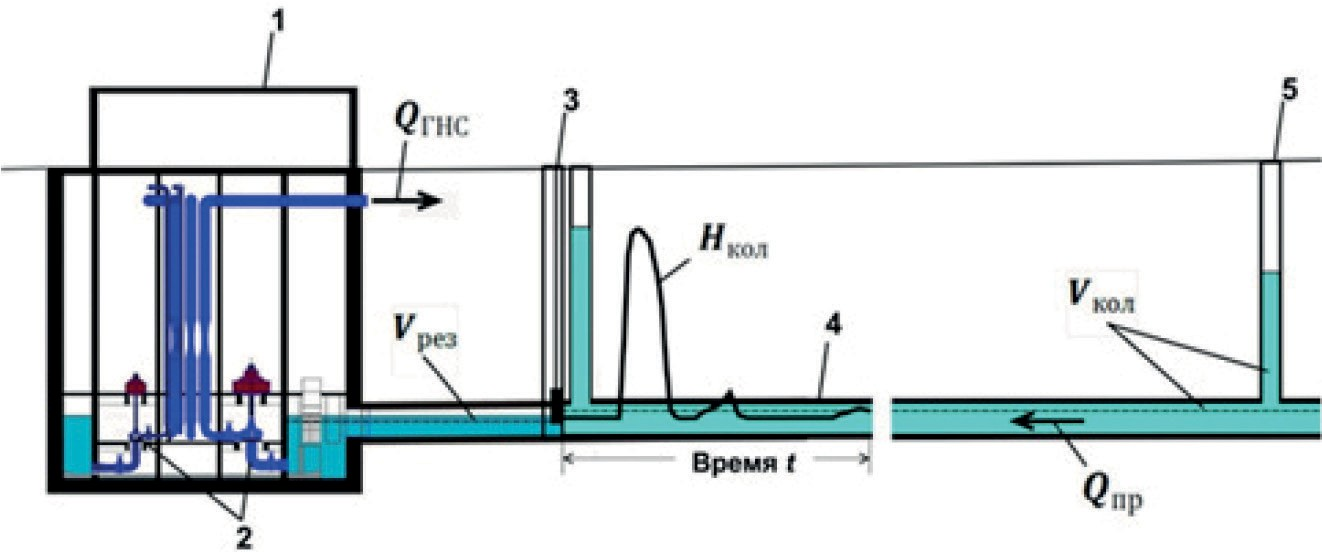 1
Q ГНС
3
5
H кол
V кол
V рез
4
Время t
Q пр
2